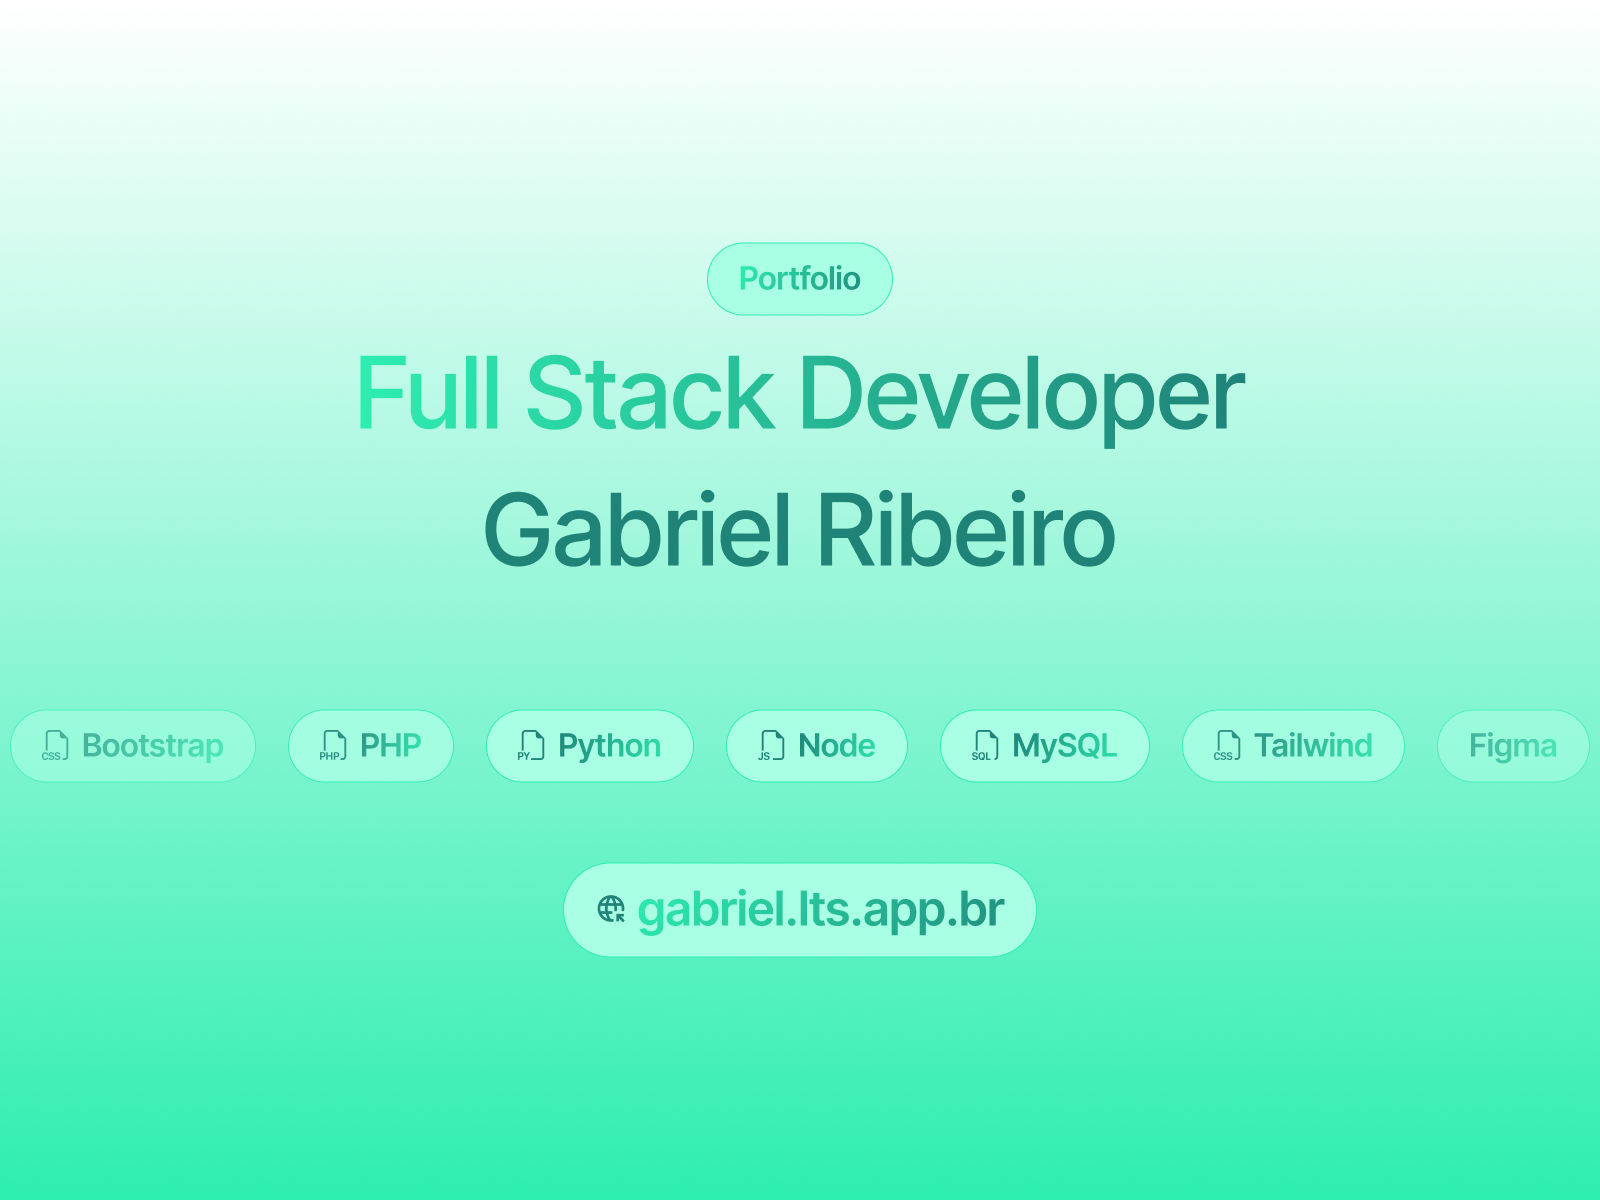 Portfolio
Full Stack Developer
Gabriel Ribeiro
CSS Bootstrap PHP PHP PY Python JS Node SQL MySQL CSS Tailwind Figma
gabriel.lts.app.br